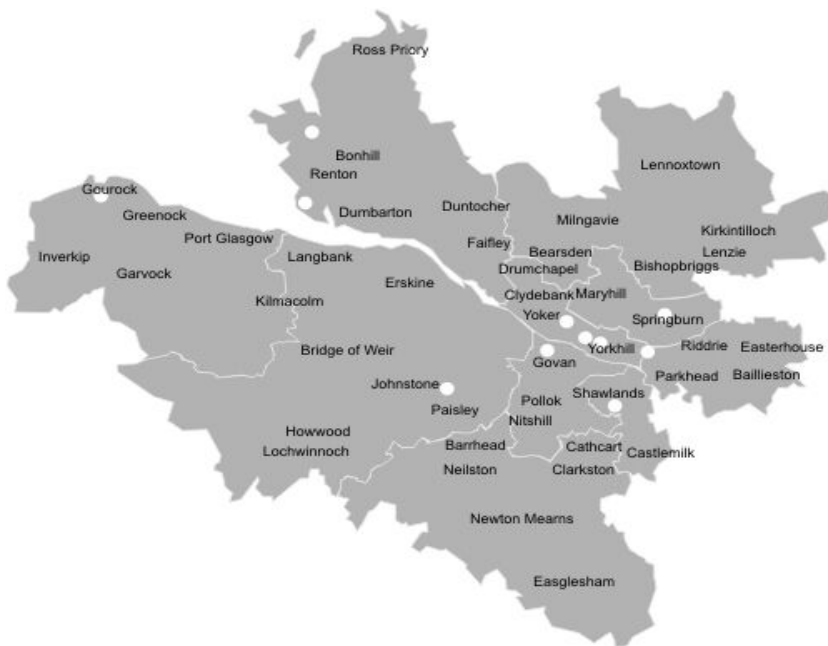 Ross Priory
Bonhill
Renton
Lennoxtown
Gourock
Greenock
Dumbarton
Duntocher
Milngavie
Port Glasgow
Faifley
Kirkintilloch
Inverkip
Langbank
Bearsden
Lenzie
Garvock
Erskine
Drumchapel
Bishopbriggs
Kilmacolm
Clydebank
Maryhill
Yoker
Springburn
Bridge of Weir
Govan
Yorkhill
Riddrie
Easterhouse
Johnstone
Shawlands
Parkhead
Baillieston
Paisley
Pollok
Nitshill
Howwood
Barrhead
Cathcart
Lochwinnoch
Castlemilk
Neilston
Clarkston
Newton Mearns
Easglesham